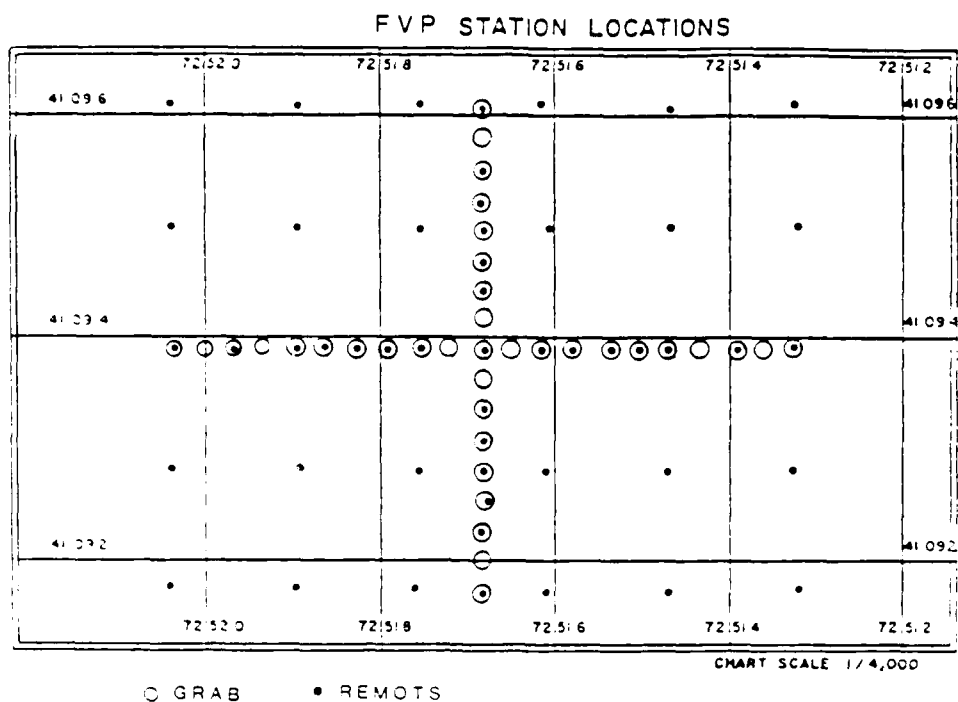 FVP STATION LOCATIONS
72 52 0 72 51 8 72 51 6 72 51 4 72 51 2
41 09 6 41 09 6
41 09 4 41 09 4
41 09 2 41 09 2
72 52 0 72 51 8 72 51 6 72 51 4 72 51 2
CHART SCALE 1/4,000
GRAB REMOTS